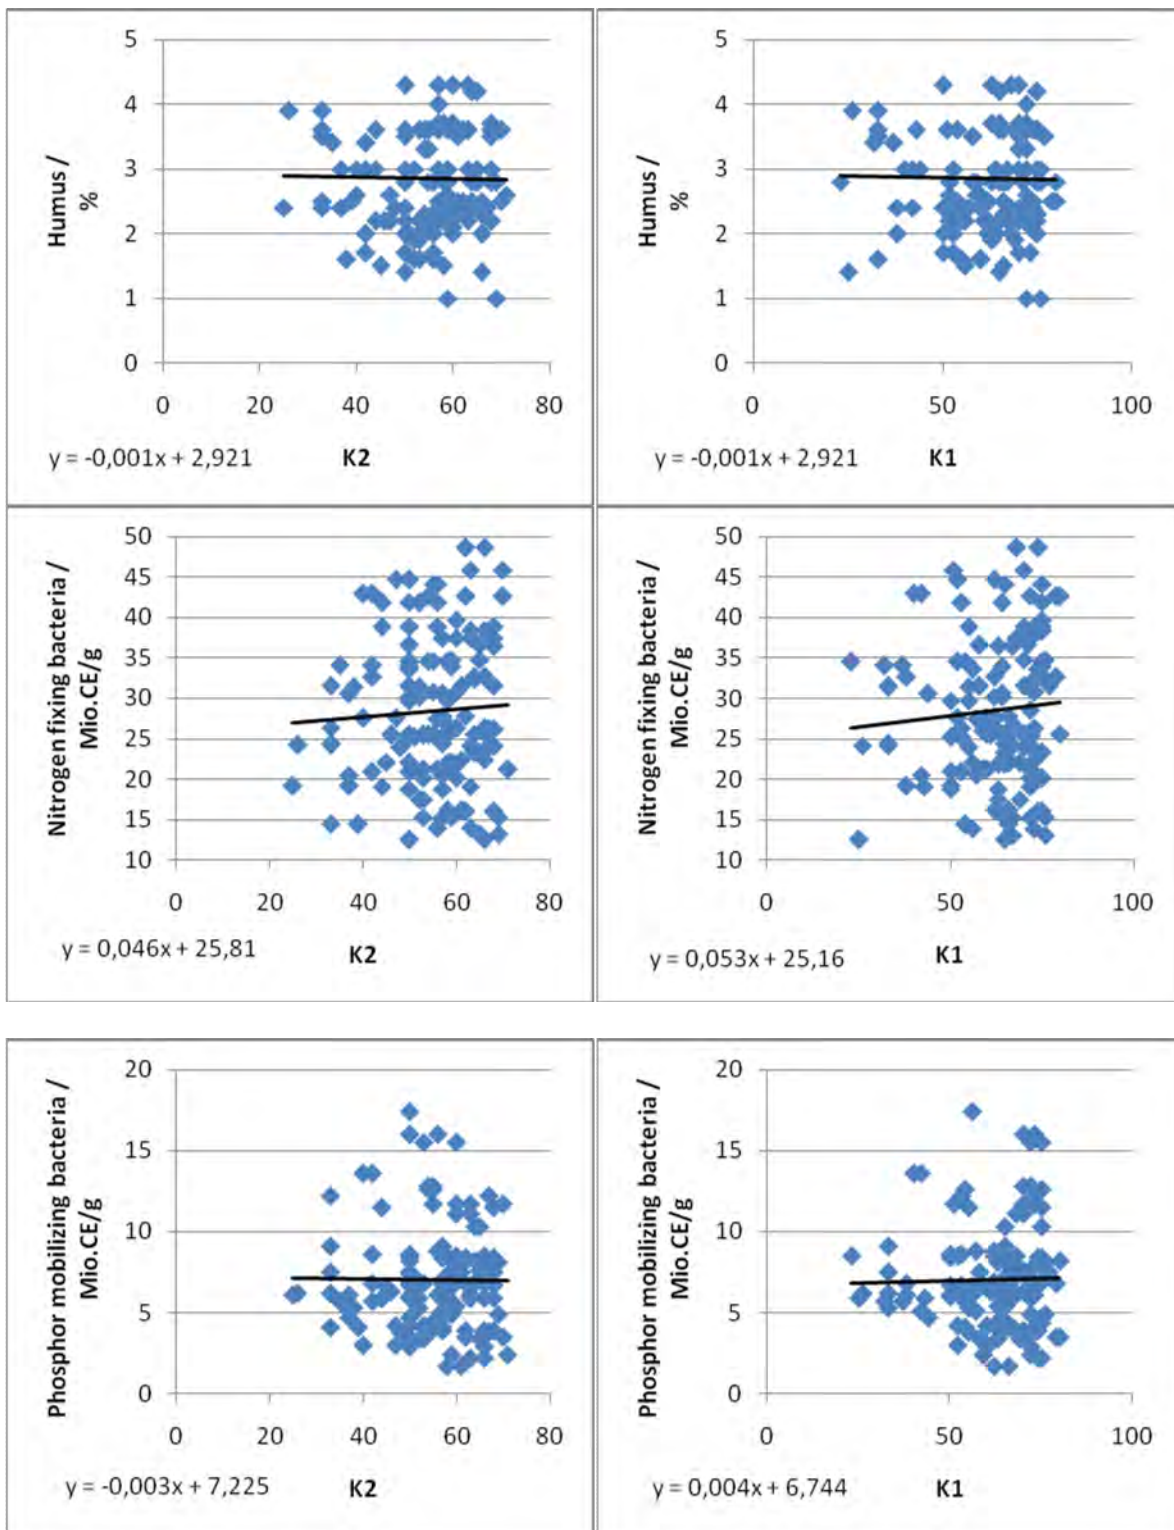 Humus /
%
5
4
3
2
1
0
0 20 40 60 80
y = -0,001x + 2,921 K2
Humus /
%
5
4
3
2
1
0
0 50 100
y = -0,001x + 2,921 K1
Nitrogen fixing bacteria /
Mio.CE/g
50
45
40
35
30
25
20
15
10
0 20 40 60 80
y = 0,046x + 25,81 K2
Nitrogen fixing bacteria /
Mio.CE/g
50
45
40
35
30
25
20
15
10
0 50 100
y = 0,053x + 25,16 K1
Phosphor mobilizing bacteria /
Mio.CE/g
20
15
10
5
0
0 20 40 60 80
y = -0,003x + 7,225 K2
Phosphor mobilizing bacteria /
Mio.CE/g
20
15
10
5
0
0 50 100
y = 0,004x + 6,744 K1